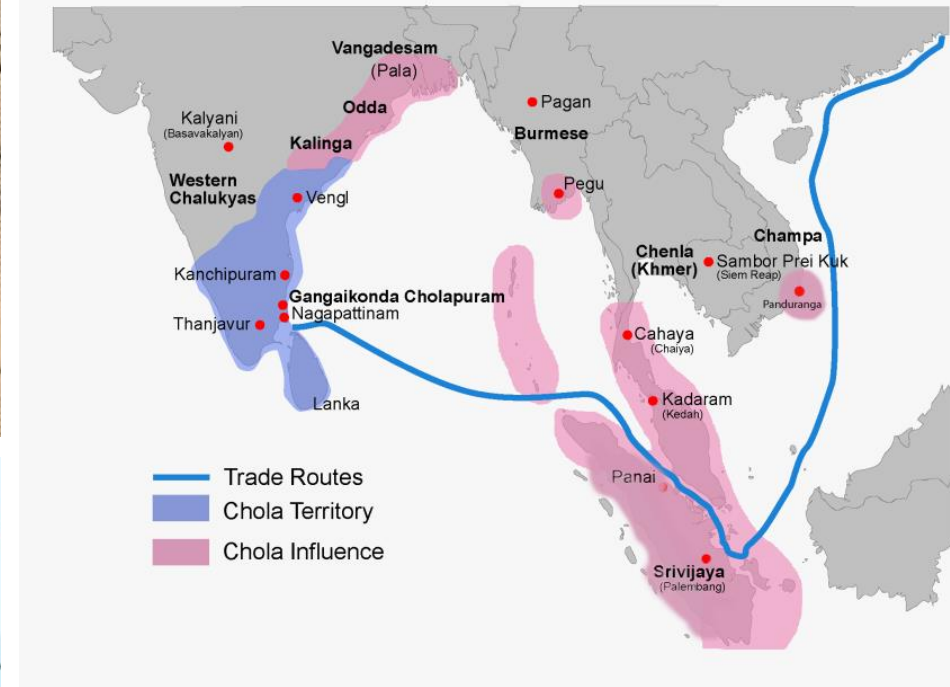 Vangadesam
(Pala)
Odda
Kalinga
Kalyani
(Basavakalyan)
Western
Chalukyas
Vengl
Kanchipuram
Gangaikonda Cholapuram
Nagapattinam
Thanjavur
Lanka
Pagan
Burmese
Pegu
Champa
Chenla
(Khmer)
Sambor Prei Kuk
(Siem Reap)
Panduranga
Cahaya
(Chaiya)
Kadaram
(Kedah)
Panai
Srivijaya
(Palembang)
Trade Routes
Chola Territory
Chola Influence